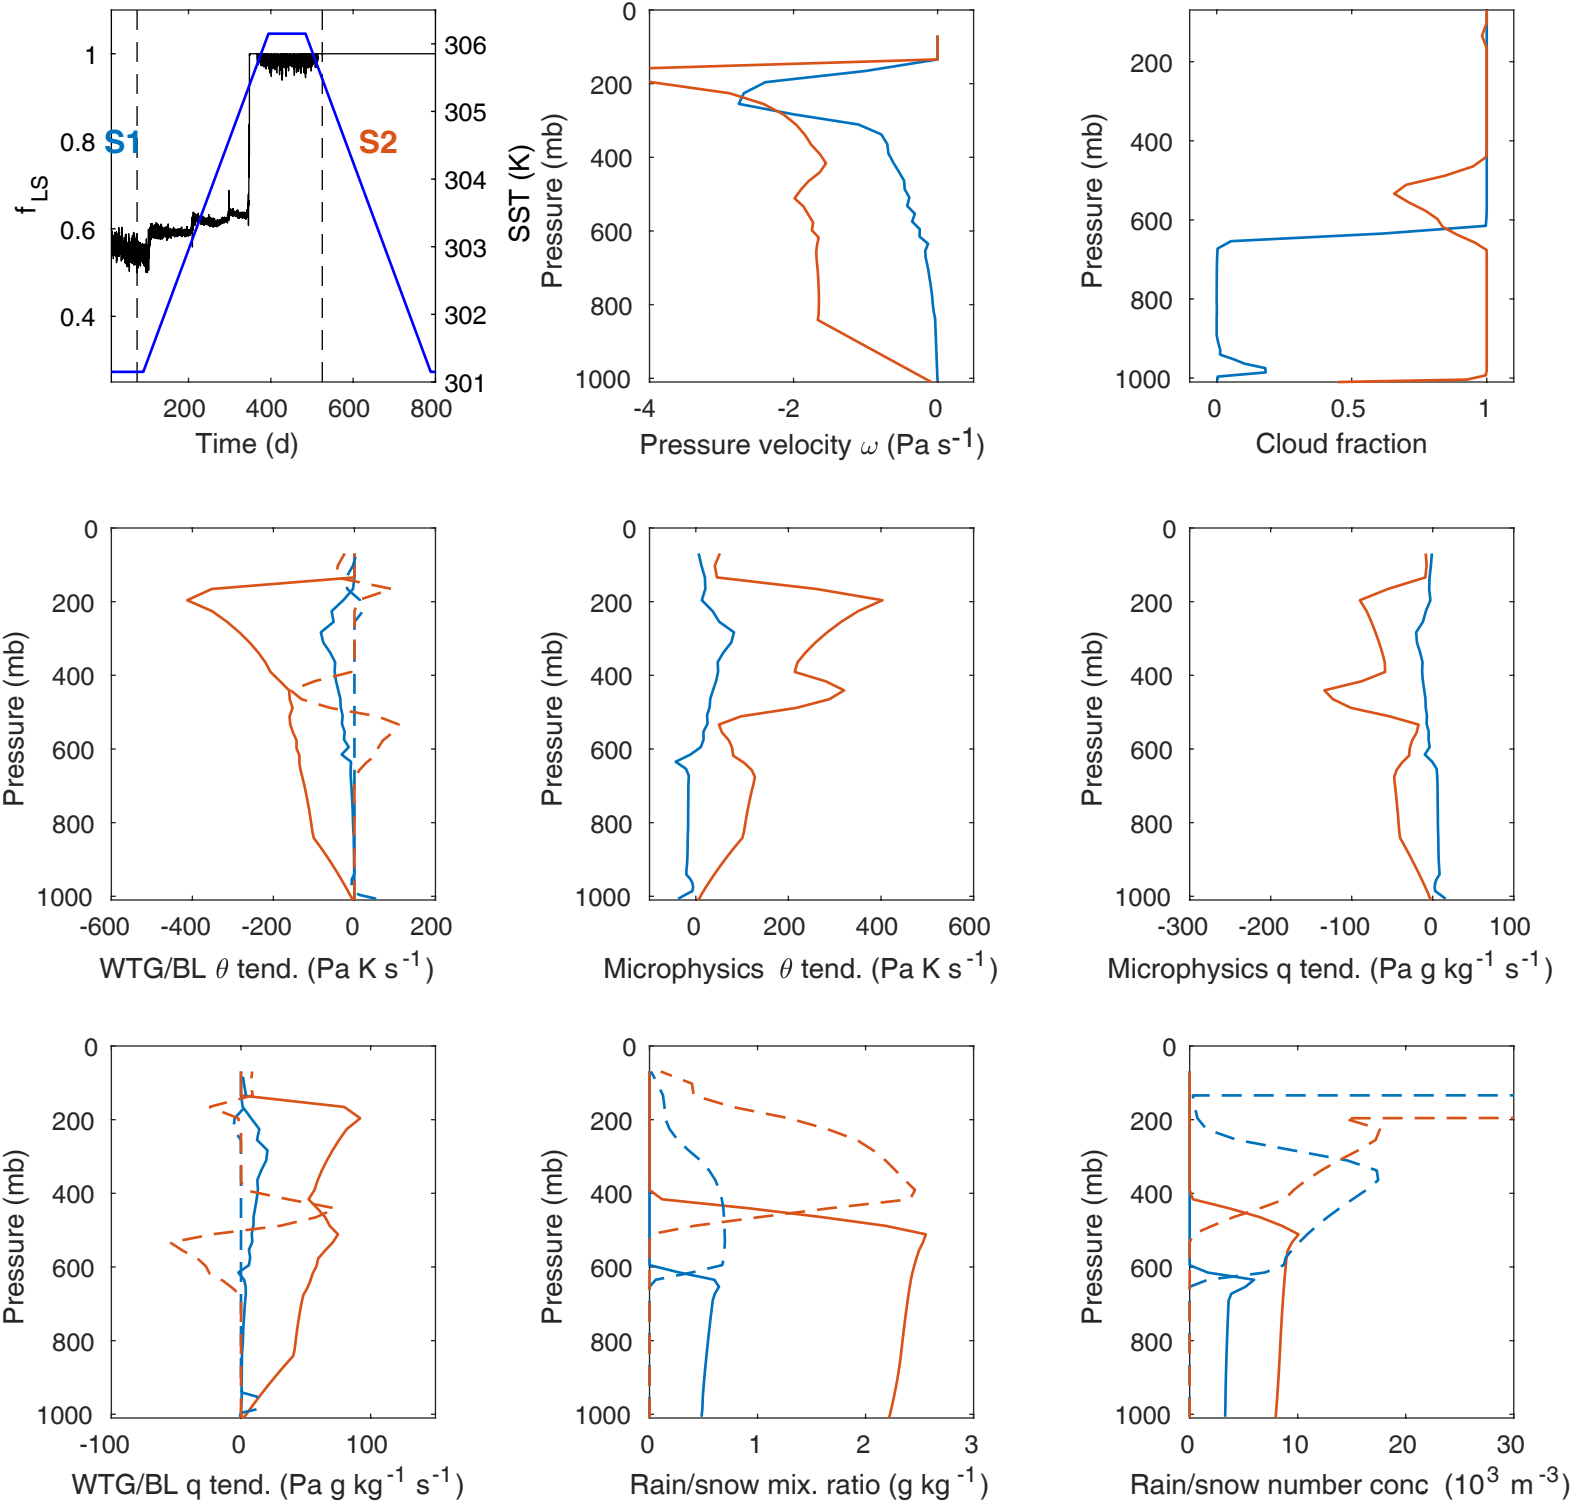 1
0.8
0.6
0.4
f_LS
S1
S2
306
305
304
303
302
301
SST (K)
200 400 600 800
Time (d)
0
200
400
600
800
1000
Pressure (mb)
-4 -2 0
Pressure velocity ω (Pa s^-1)
200
400
600
800
1000
Pressure (mb)
0 0.5 1
Cloud fraction
0
200
400
600
800
1000
Pressure (mb)
-600 -400 -200 0 200
WTG/BL θ tend. (Pa K s^-1)
0
200
400
600
800
1000
Pressure (mb)
0 200 400 600
Microphysics θ tend. (Pa K s^-1)
0
200
400
600
800
1000
Pressure (mb)
-300 -200 -100 0 100
Microphysics q tend. (Pa g kg^-1 s^-1)
0
200
400
600
800
1000
Pressure (mb)
-100 0 100
WTG/BL q tend. (Pa g kg^-1 s^-1)
0
200
400
600
800
1000
Pressure (mb)
0 1 2 3
Rain/snow mix. ratio (g kg^-1)
0
200
400
600
800
1000
Pressure (mb)
0 10 20 30
Rain/snow number conc (10^3 m^-3)